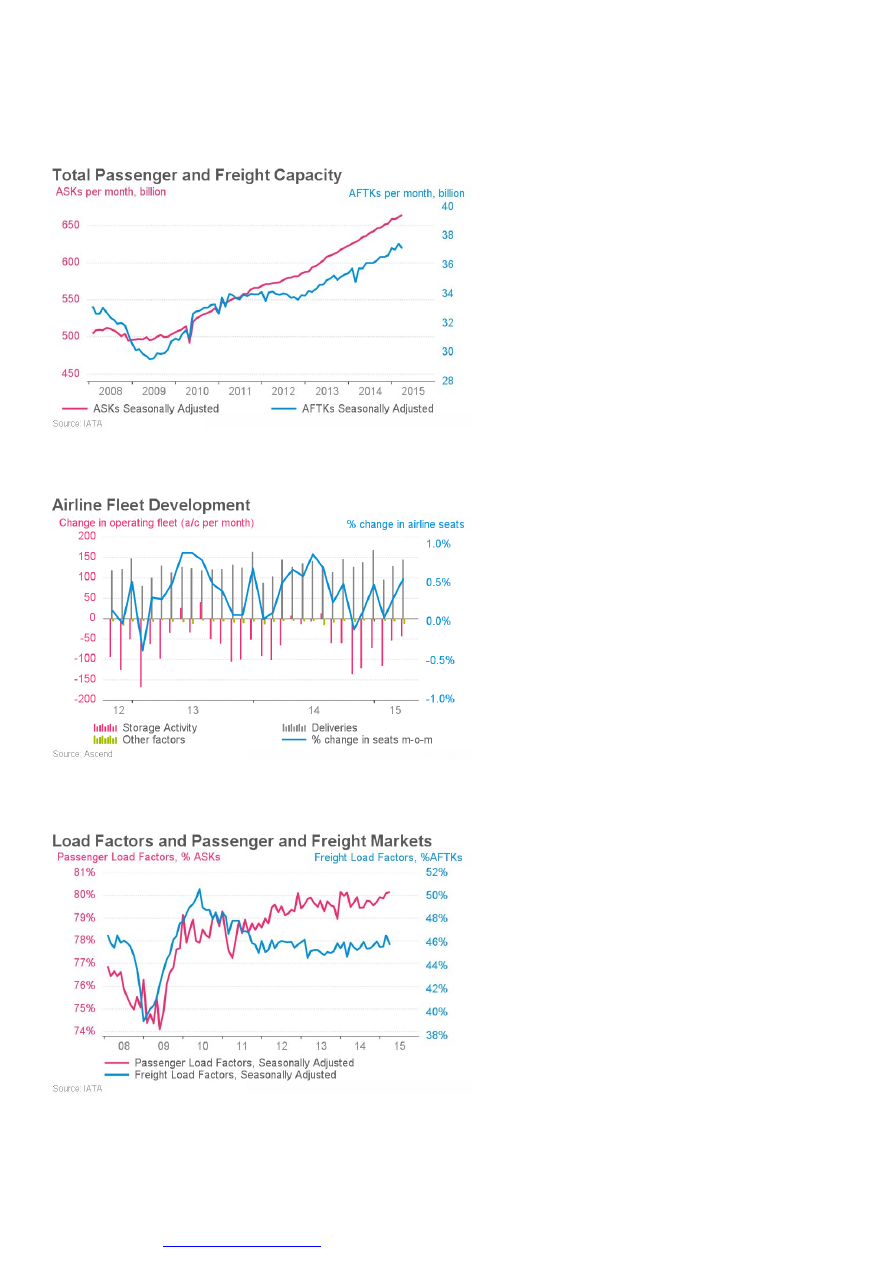 Total Passenger and Freight Capacity
ASKs per month, billion AFTKs per month, billion
40
650 38
600 36
550 34
500 32
30
450 28
2008 2009 2010 2011 2012 2013 2014 2015
ASKs Seasonally Adjusted AFTKs Seasonally Adjusted
Source: IATA
Airline Fleet Development
Change in operating fleet (a/c per month) % change in airline seats
200 1.0%
150
100 0.5%
50
0 0.0%
-50
-100 -0.5%
-150
-200 -1.0%
12 13 14 15
Storage Activity Deliveries
Other factors % change in seats m-o-m
Source: Ascend
Load Factors and Passenger and Freight Markets
Passenger Load Factors, % ASKs Freight Load Factors, %AFTKs
81% 52%
80% 50%
79% 48%
78% 46%
77% 44%
76% 42%
75% 40%
74% 38%
08 09 10 11 12 13 14 15
Passenger Load Factors, Seasonally Adjusted
Freight Load Factors, Seasonally Adjusted
Source: IATA